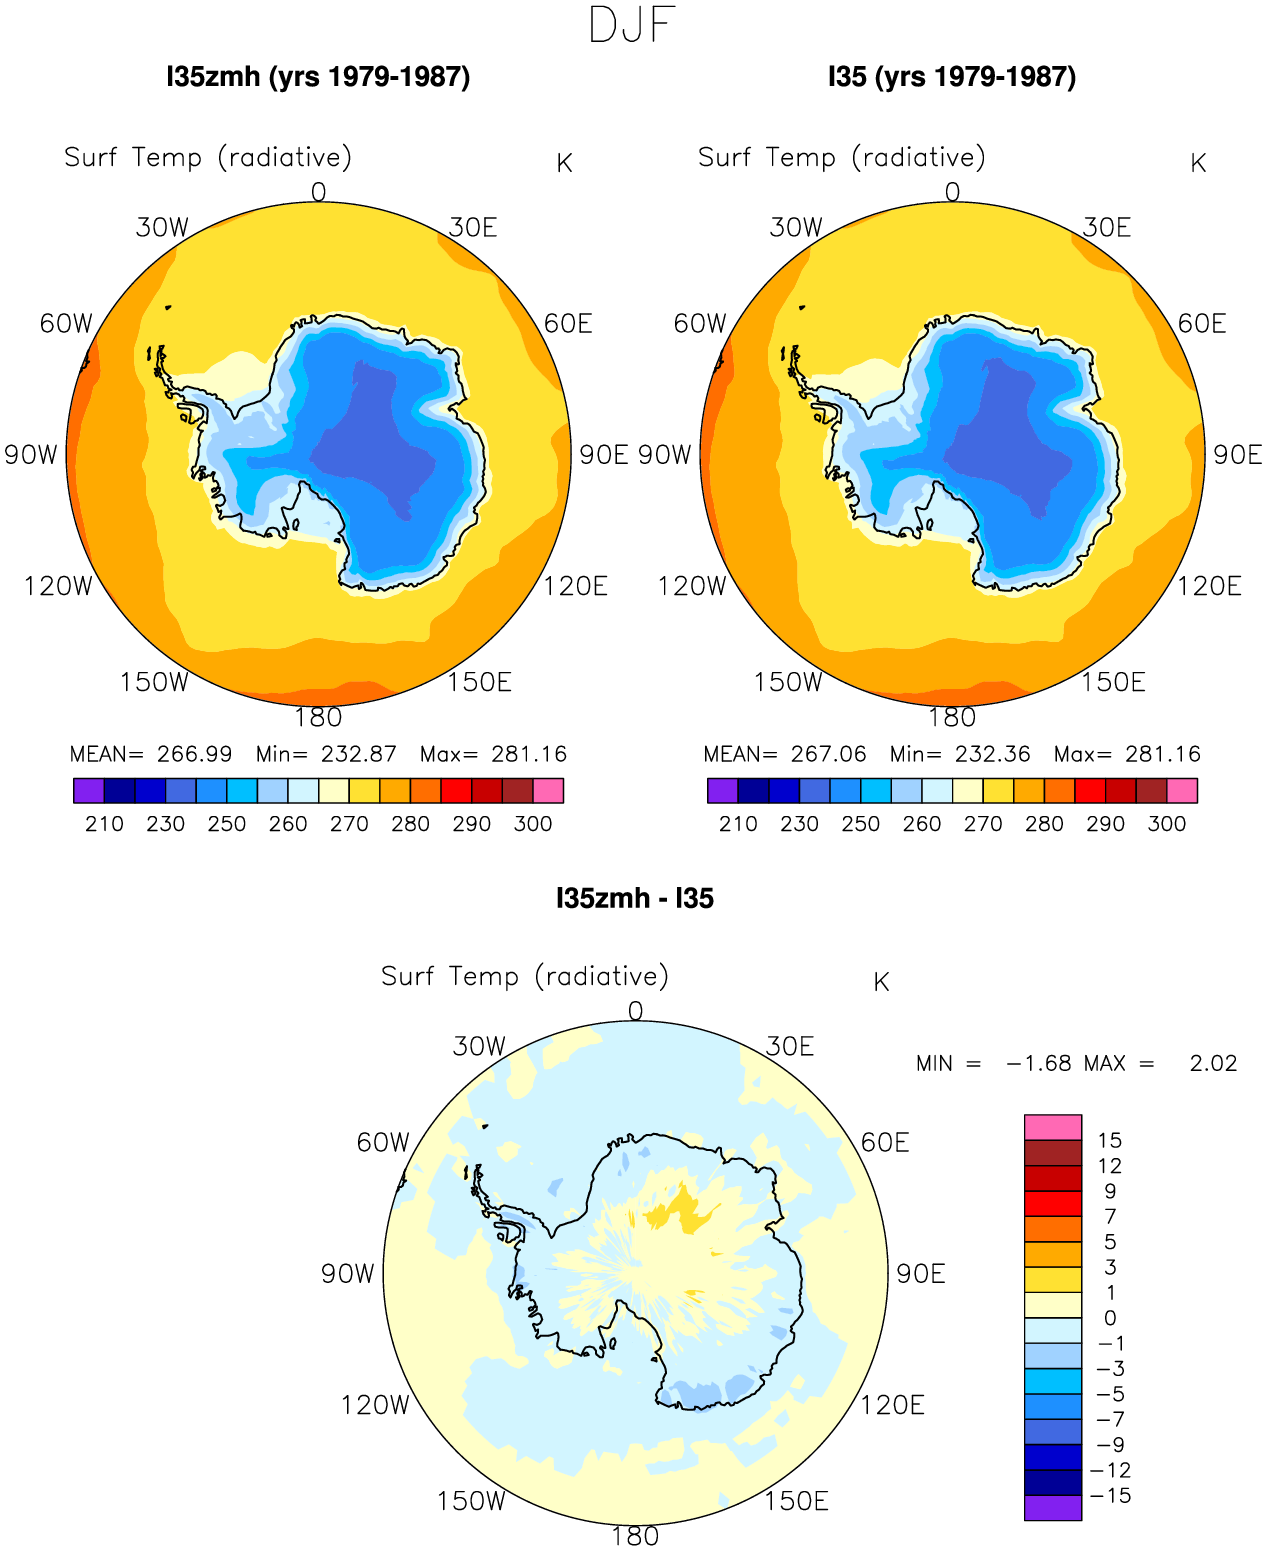 DJF
l35zmh (yrs 1979-1987) l35 (yrs 1979-1987)
Surf Temp (radiative) K Surf Temp (radiative) K
0 0
30W 30E 30W 30E
60W 60E 60W 60E
90W 90E 90W 90E
120W 120E 120W 120E
150W 150E 150W 150E
180 180
MEAN= 266.99 Min= 232.87 Max= 281.16 MEAN= 267.06 Min= 232.36 Max= 281.16
210 230 250 260 270 280 290 300 210 230 250 260 270 280 290 300
l35zmh - l35
Surf Temp (radiative) K
0
30W 30E
MIN = −1.68 MAX = 2.02
60W 60E
90W 90E
120W 120E
150W 150E
180
15
12
9
7
5
3
1
0
−1
−3
−5
−7
−9
−12
−15